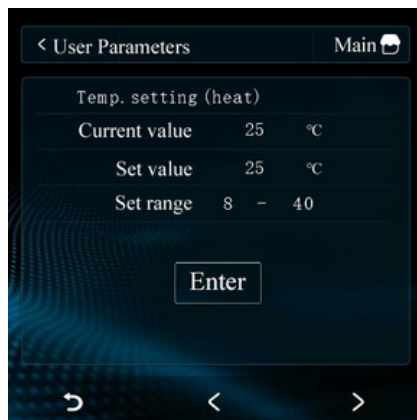 < User Parameters Main
Temp. setting (heat)
Current value 25 ℃
Set value 25 ℃
Set range 8 - 40
Enter